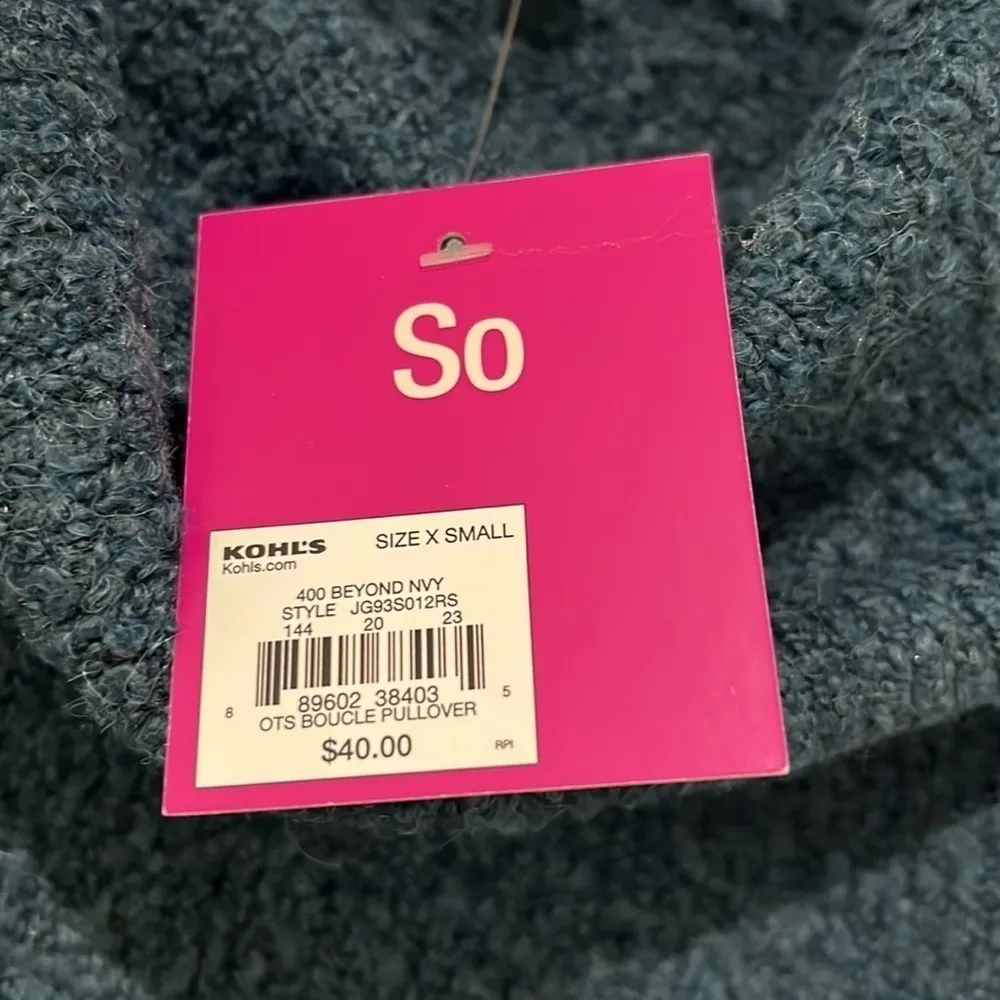 So
KOHL'S SIZE X SMALL
Kohls.com
400 BEYOND NVY
STYLE JG93S012RS
144 20 23
8 89602 38403 5
OTS BOUCLE PULLOVER
$40.00 RPI